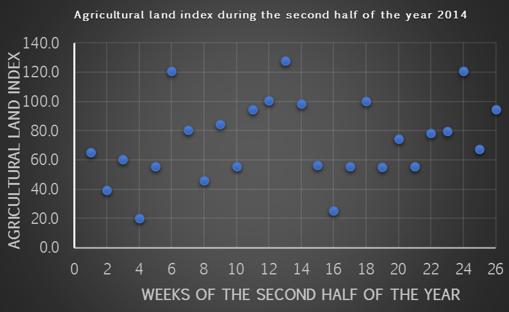 Agricultural land index during the second half of the year 2014
AGRICULTURAL LAND INDEX
140.0
120.0
100.0
80.0
60.0
40.0
20.0
0.0
0 2 4 6 8 10 12 14 16 18 20 22 24 26
WEEKS OF THE SECOND HALF OF THE YEAR